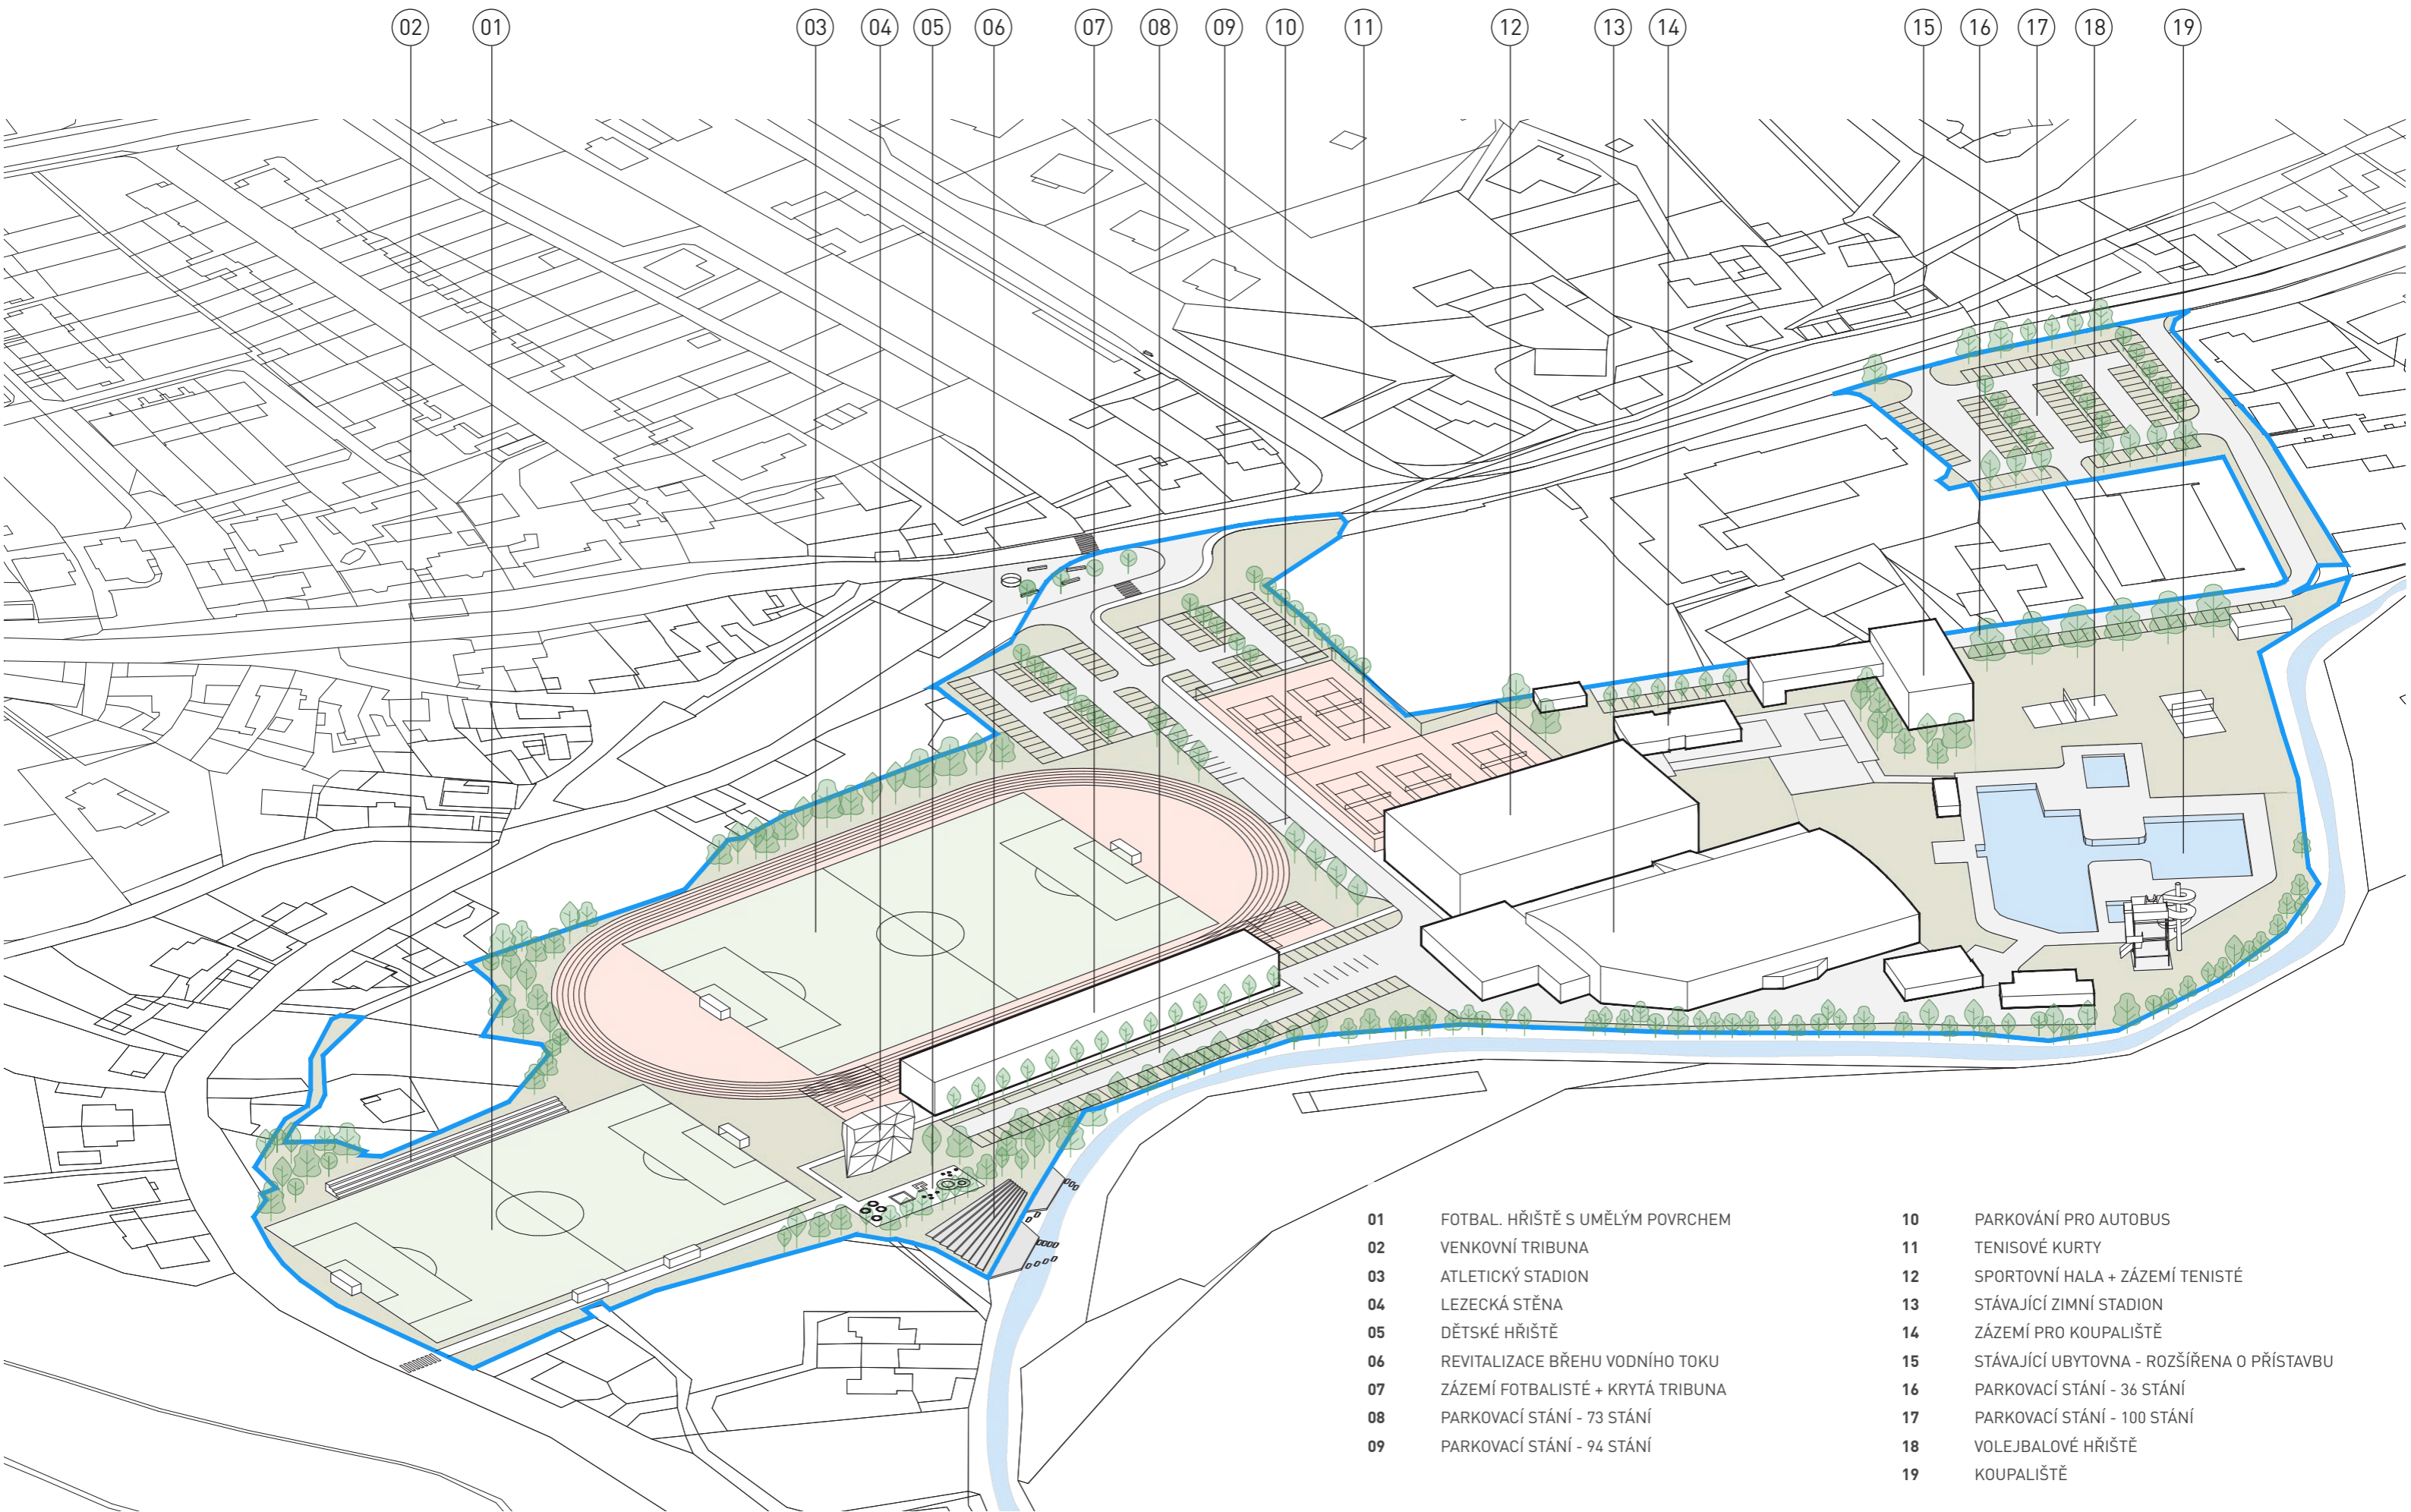 02 01 03 04 05 06 07 08 09 10 11 12 13 14 15 16 17 18 19
01 FOTBAL. HŘIŠTĚ S UMĚLÝM POVRCHEM
02 VENKOVNÍ TRIBUNA
03 ATLETICKÝ STADION
04 LEZECKÁ STĚNA
05 DĚTSKÉ HŘIŠTĚ
06 REVITALIZACE BŘEHU VODNÍHO TOKU
07 ZÁZEMÍ FOTBALISTÉ + KRYTÁ TRIBUNA
08 PARKOVACÍ STÁNÍ - 73 STÁNÍ
09 PARKOVACÍ STÁNÍ - 94 STÁNÍ
10 PARKOVÁNÍ PRO AUTOBUS
11 TENISOVÉ KURTY
12 SPORTOVNÍ HALA + ZÁZEMÍ TENISTÉ
13 STÁVAJÍCÍ ZIMNÍ STADION
14 ZÁZEMÍ PRO KOUPALIŠTĚ
15 STÁVAJÍCÍ UBYTOVNA - ROZŠÍŘENA O PŘÍSTAVBU
16 PARKOVACÍ STÁNÍ - 36 STÁNÍ
17 PARKOVACÍ STÁNÍ - 100 STÁNÍ
18 VOLEJBALOVÉ HŘIŠTĚ
19 KOUPALIŠTĚ